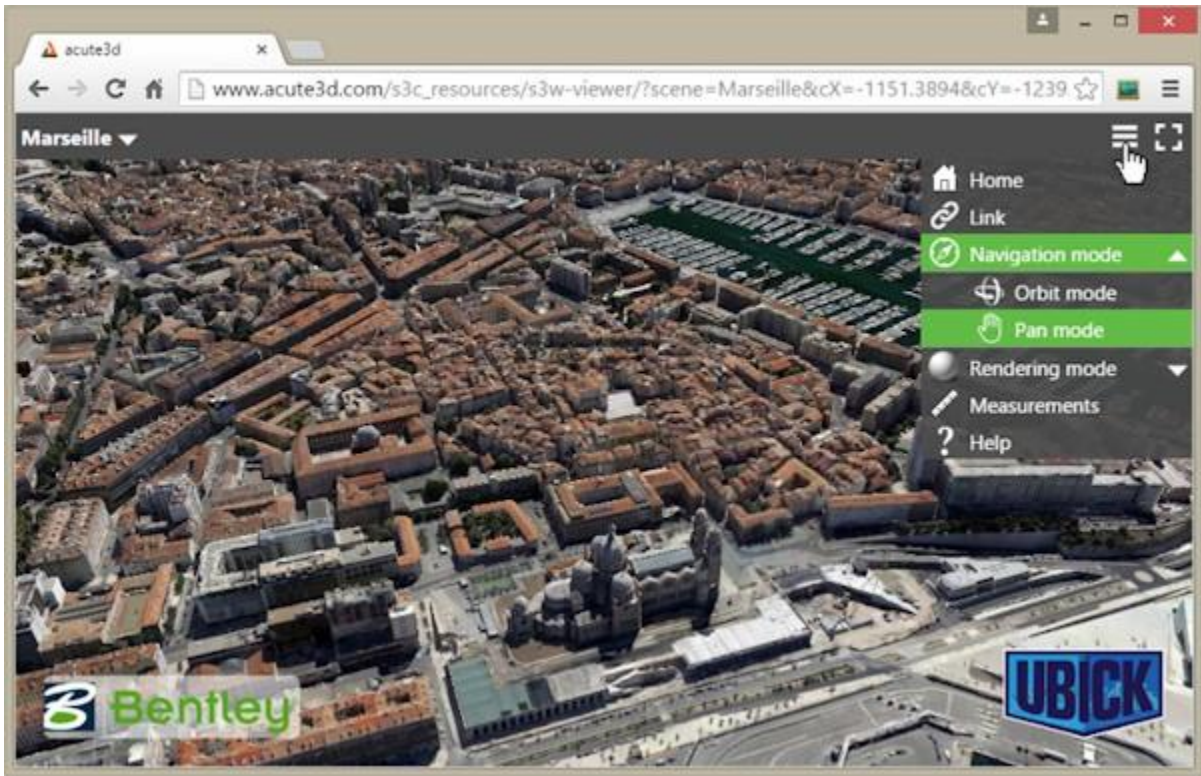 acute3d
www.acute3d.com/s3c_resources/s3w-viewer/?scene=Marseille&cX=-1151.3894&cY=-1239
Marseille
Home
Link
Navigation mode
Orbit mode
Pan mode
Rendering mode
Measurements
? Help
Bentley
UBICK